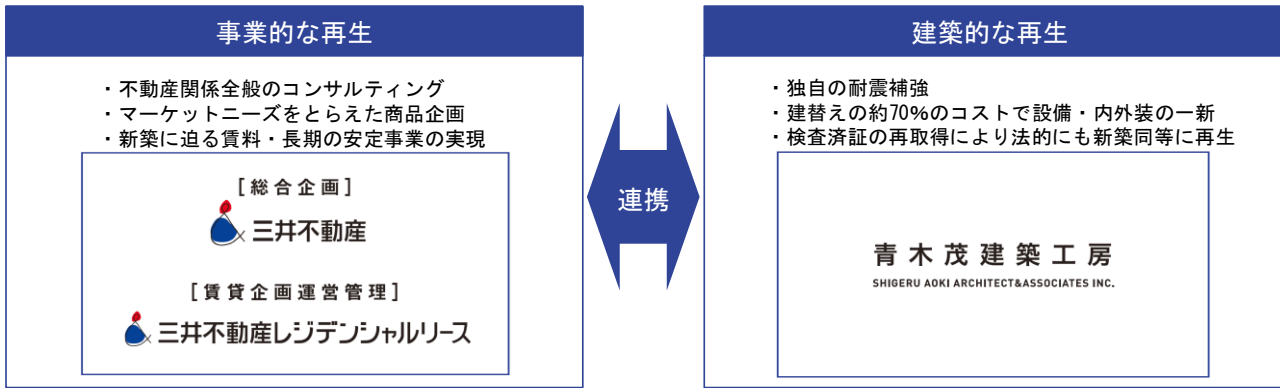 事業的な再生
・不動産関係全般のコンサルティング
・マーケットニーズをとらえた商品企画
・新築に迫る賃料・長期の安定事業の実現
[総合企画]
三井不動産
[賃貸企画運営管理]
三井不動産レジデンシャルリース
連携
建築的な再生
・独自の耐震補強
・建替えの約70%のコストで設備・内外装の一新
・検査済証の再取得により法的にも新築同等に再生
青木茂建築工房
SHIGERU AOKI ARCHITECT&ASSOCIATES INC.